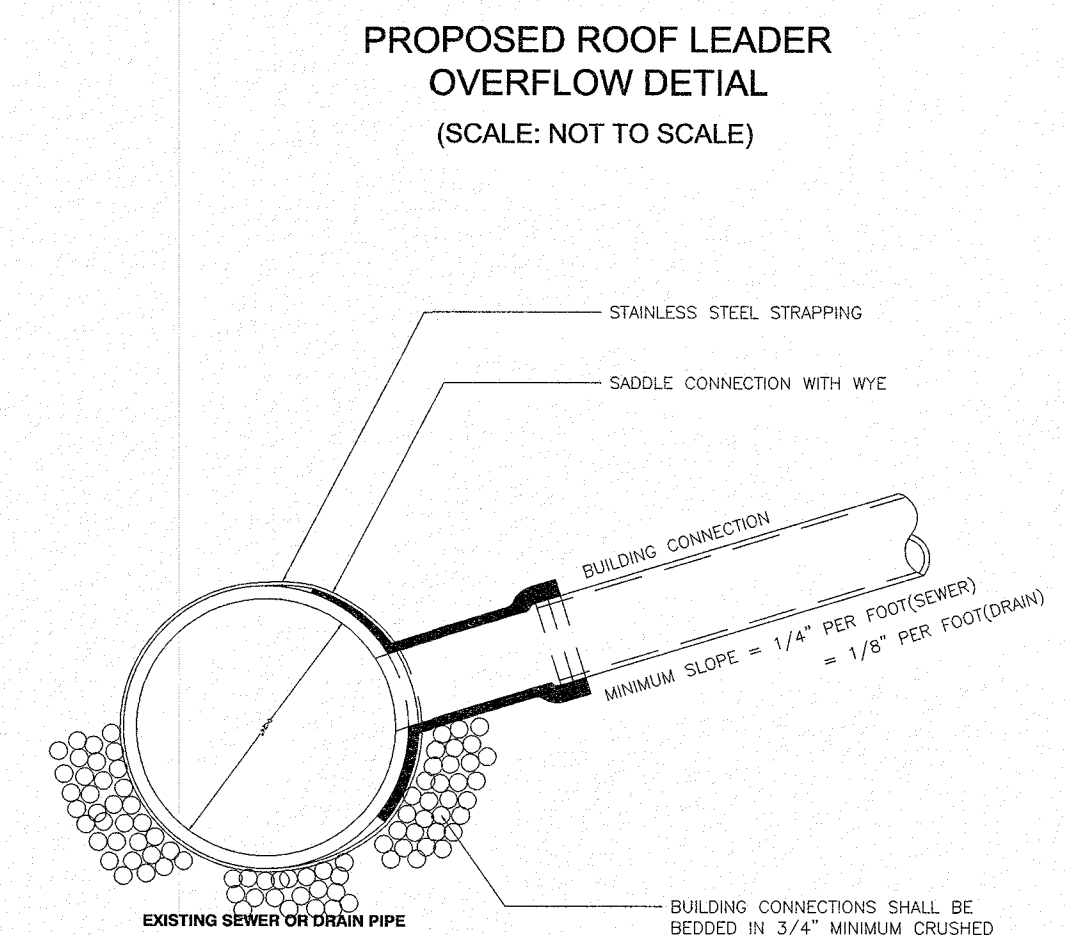 PROPOSED ROOF LEADER
OVERFLOW DETIAL
(SCALE: NOT TO SCALE)
STAINLESS STEEL STRAPPING
SADDLE CONNECTION WITH WYE
BUILDING CONNECTION
MINIMUM SLOPE = 1/4" PER FOOT(SEWER)
= 1/8" PER FOOT(DRAIN)
EXISTING SEWER OR DRAIN PIPE
BUILDING CONNECTIONS SHALL BE
BEDDED IN 3/4" MINIMUM CRUSHED